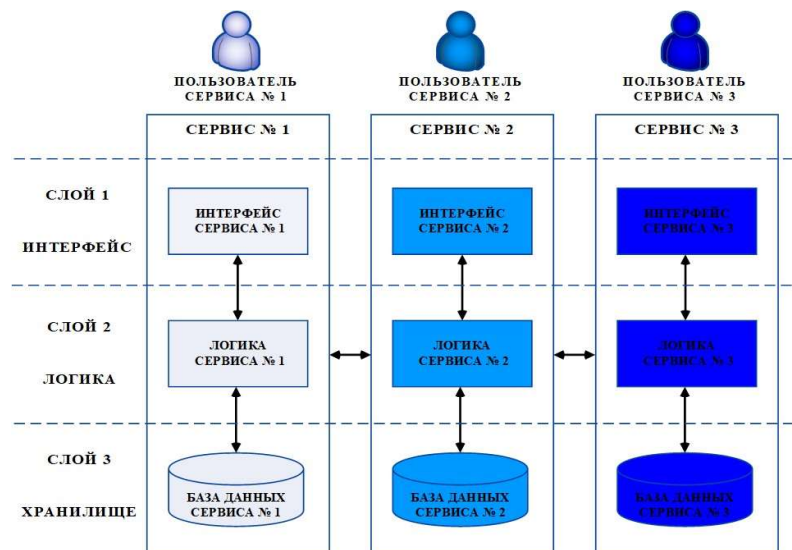 ПОЛЬЗОВАТЕЛЬ
СЕРВИСА № 1
ПОЛЬЗОВАТЕЛЬ
СЕРВИСА № 2
ПОЛЬЗОВАТЕЛЬ
СЕРВИСА № 3
СЕРВИС № 1
СЕРВИС № 2
СЕРВИС № 3
СЛОЙ 1
ИНТЕРФЕЙС
ИНТЕРФЕЙС
СЕРВИСА № 1
ИНТЕРФЕЙС
СЕРВИСА № 2
ИНТЕРФЕЙС
СЕРВИСА № 3
СЛОЙ 2
ЛОГИКА
ЛОГИКА
СЕРВИСА № 1
ЛОГИКА
СЕРВИСА № 2
ЛОГИКА
СЕРВИСА № 3
СЛОЙ 3
ХРАНИЛИЩЕ
БАЗА ДАННЫХ
СЕРВИСА № 1
БАЗА ДАННЫХ
СЕРВИСА № 2
БАЗА ДАННЫХ
СЕРВИСА № 3